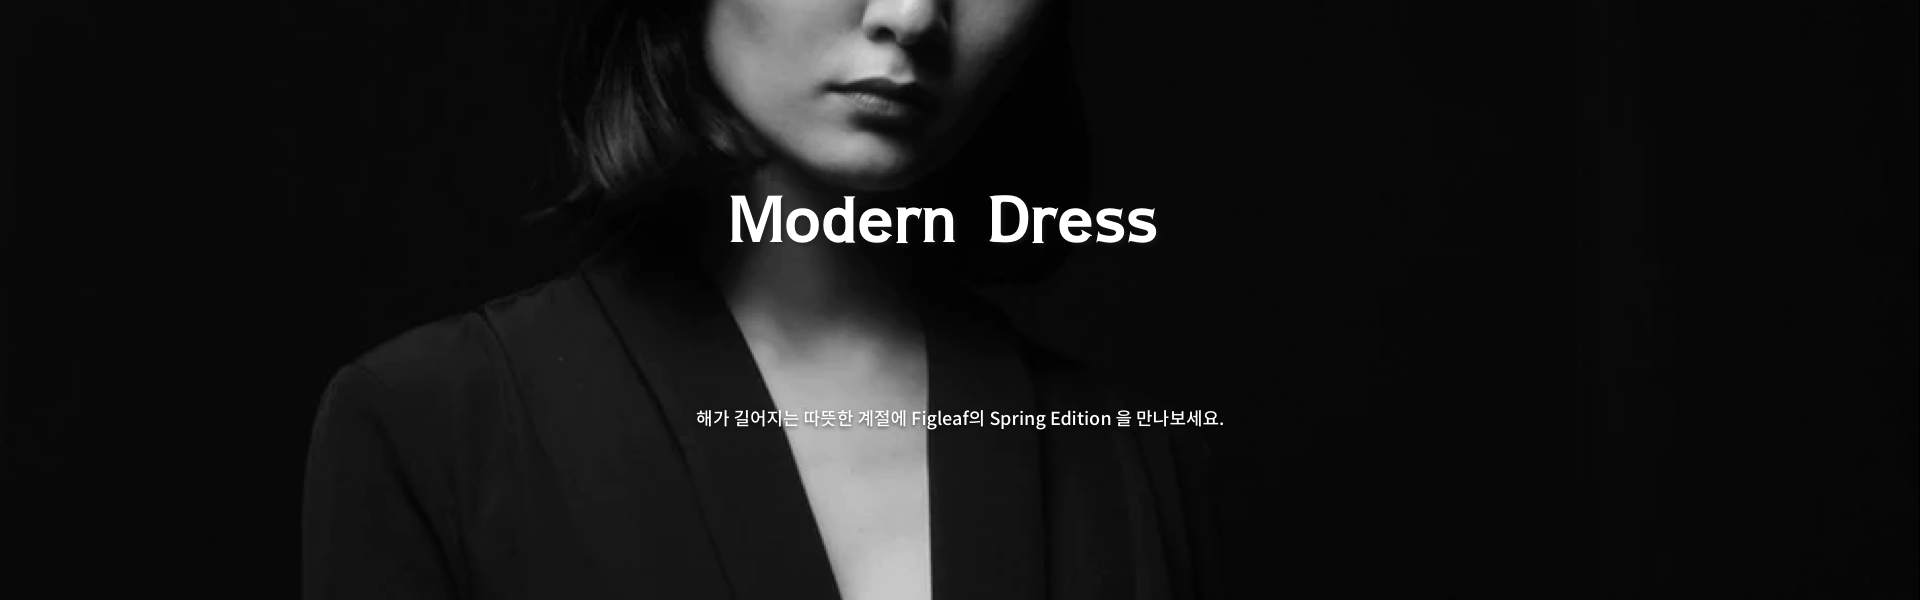 Modern Dress
해가 길어지는 따뜻한 계절에 Figleaf의 Spring Edition 을 만나보세요.